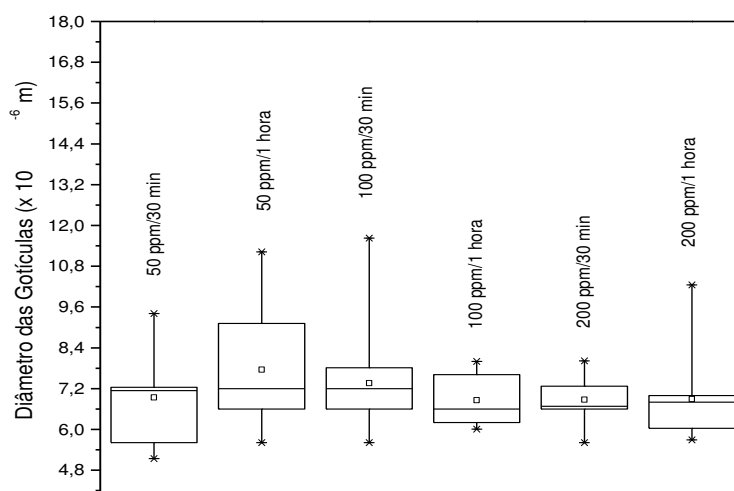 18,0
16,8
15,6
14,4
13,2
12,0
10,8
9,6
8,4
7,2
6,0
4,8
Diâmetro das Gotículas (x 10 -6 m)
50 ppm/30 min
50 ppm/1 hora
100 ppm/30 min
100 ppm/1 hora
200 ppm/30 min
200 ppm/1 hora